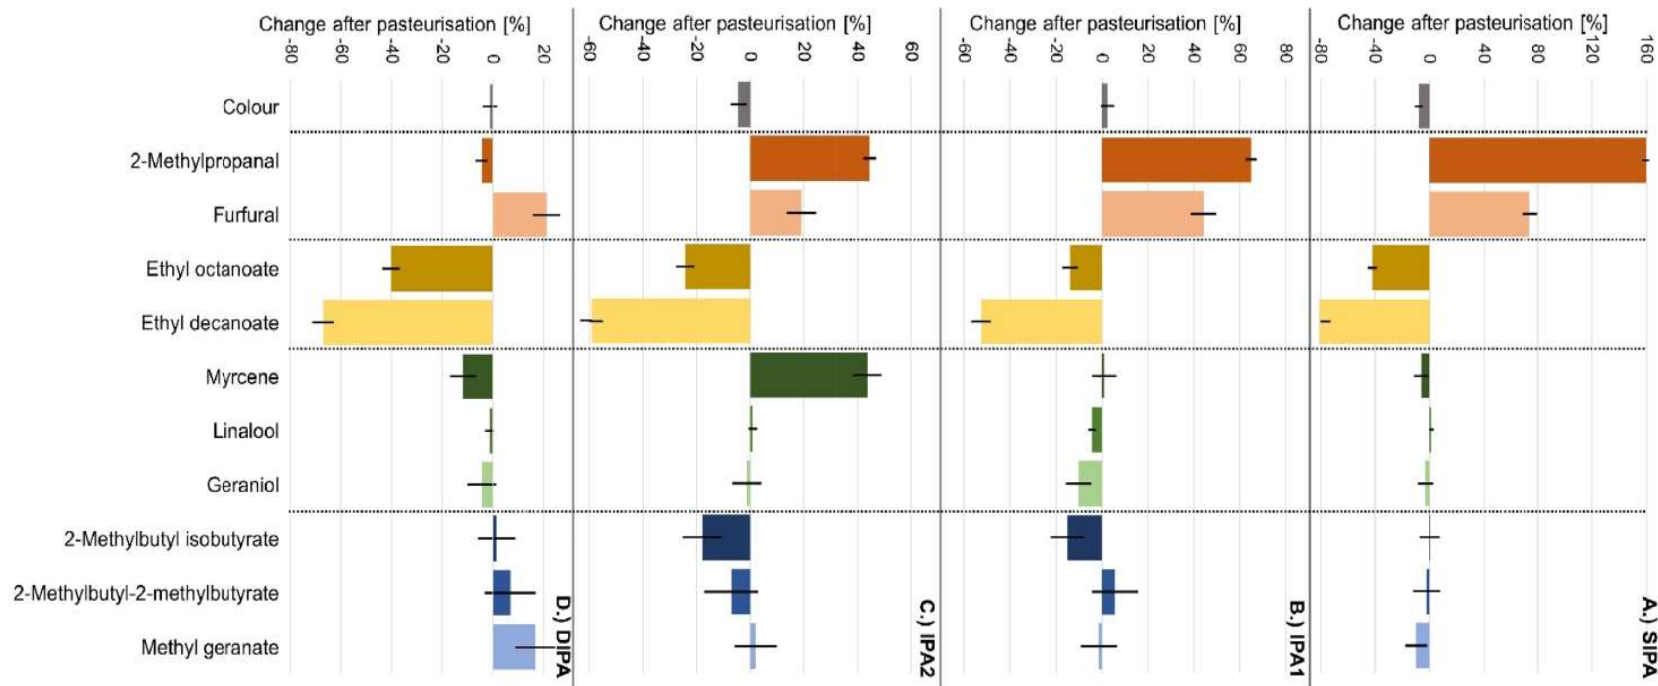 Change after pasteurisation [%]
Change after pasteurisation [%]
Change after pasteurisation [%]
Change after pasteurisation [%]
-80 -60 -40 -20 0 20
-60 -40 -20 0 20 40 60
-60 -40 -20 0 20 40 60 80
-80 -40 0 40 80 120 160
Colour
2-Methylpropanal
Furfural
Ethyl octanoate
Ethyl decanoate
Myrcene
Linalool
Geraniol
2-Methylbutyl isobutyrate
2-Methylbutyl-2-methylbutyrate
Methyl geranate
D.) DIPA
C.) IPA2
B.) IPA1
A.) SIPA